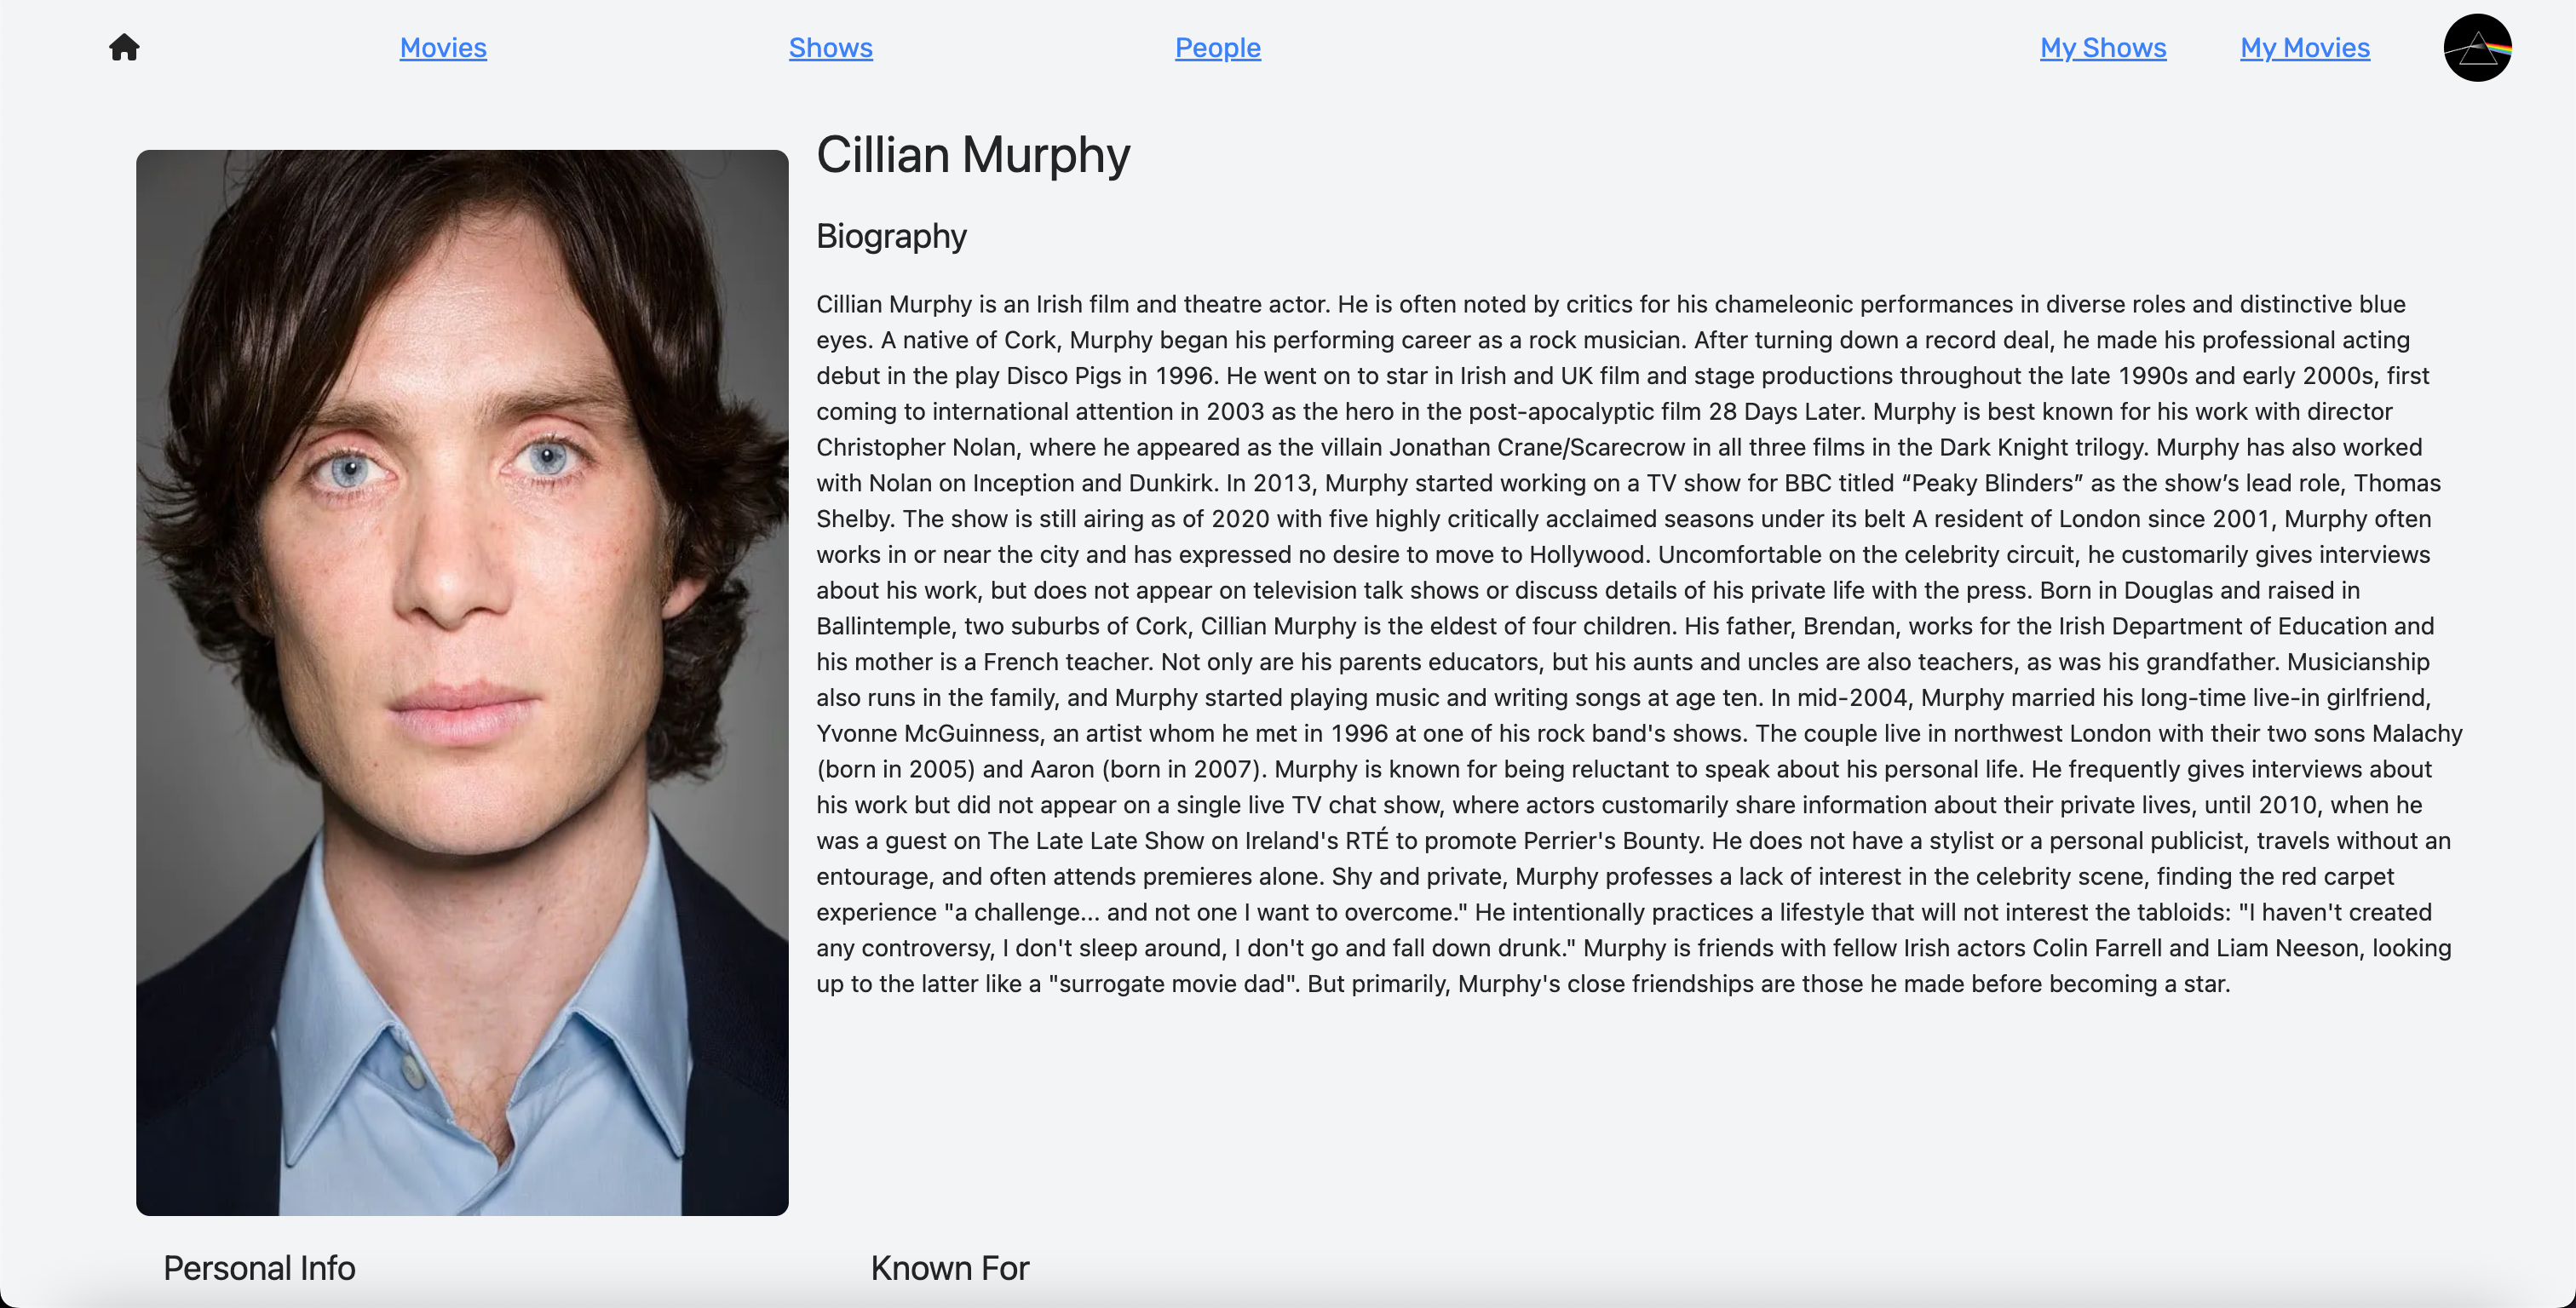 Movies
Shows
People
My Shows
My Movies
Cillian Murphy
Biography
Cillian Murphy is an Irish film and theatre actor. He is often noted by critics for his chameleonic performances in diverse roles and distinctive blue
eyes. A native of Cork, Murphy began his performing career as a rock musician. After turning down a record deal, he made his professional acting
debut in the play Disco Pigs in 1996. He went on to star in Irish and UK film and stage productions throughout the late 1990s and early 2000s, first
coming to international attention in 2003 as the hero in the post-apocalyptic film 28 Days Later. Murphy is best known for his work with director
Christopher Nolan, where he appeared as the villain Jonathan Crane/Scarecrow in all three films in the Dark Knight trilogy. Murphy has also worked
with Nolan on Inception and Dunkirk. In 2013, Murphy started working on a TV show for BBC titled “Peaky Blinders” as the show’s lead role, Thomas
Shelby. The show is still airing as of 2020 with five highly critically acclaimed seasons under its belt A resident of London since 2001, Murphy often
works in or near the city and has expressed no desire to move to Hollywood. Uncomfortable on the celebrity circuit, he customarily gives interviews
about his work, but does not appear on television talk shows or discuss details of his private life with the press. Born in Douglas and raised in
Ballintemple, two suburbs of Cork, Cillian Murphy is the eldest of four children. His father, Brendan, works for the Irish Department of Education and
his mother is a French teacher. Not only are his parents educators, but his aunts and uncles are also teachers, as was his grandfather. Musicianship
also runs in the family, and Murphy started playing music and writing songs at age ten. In mid-2004, Murphy married his long-time live-in girlfriend,
Yvonne McGuinness, an artist whom he met in 1996 at one of his rock band's shows. The couple live in northwest London with their two sons Malachy
(born in 2005) and Aaron (born in 2007). Murphy is known for being reluctant to speak about his personal life. He frequently gives interviews about
his work but did not appear on a single live TV chat show, where actors customarily share information about their private lives, until 2010, when he
was a guest on The Late Late Show on Ireland's RTÉ to promote Perrier's Bounty. He does not have a stylist or a personal publicist, travels without an
entourage, and often attends premieres alone. Shy and private, Murphy professes a lack of interest in the celebrity scene, finding the red carpet
experience "a challenge... and not one I want to overcome." He intentionally practices a lifestyle that will not interest the tabloids: "I haven't created
any controversy, I don't sleep around, I don't go and fall down drunk." Murphy is friends with fellow Irish actors Colin Farrell and Liam Neeson, looking
up to the latter like a "surrogate movie dad". But primarily, Murphy's close friendships are those he made before becoming a star.
Personal Info
Known For